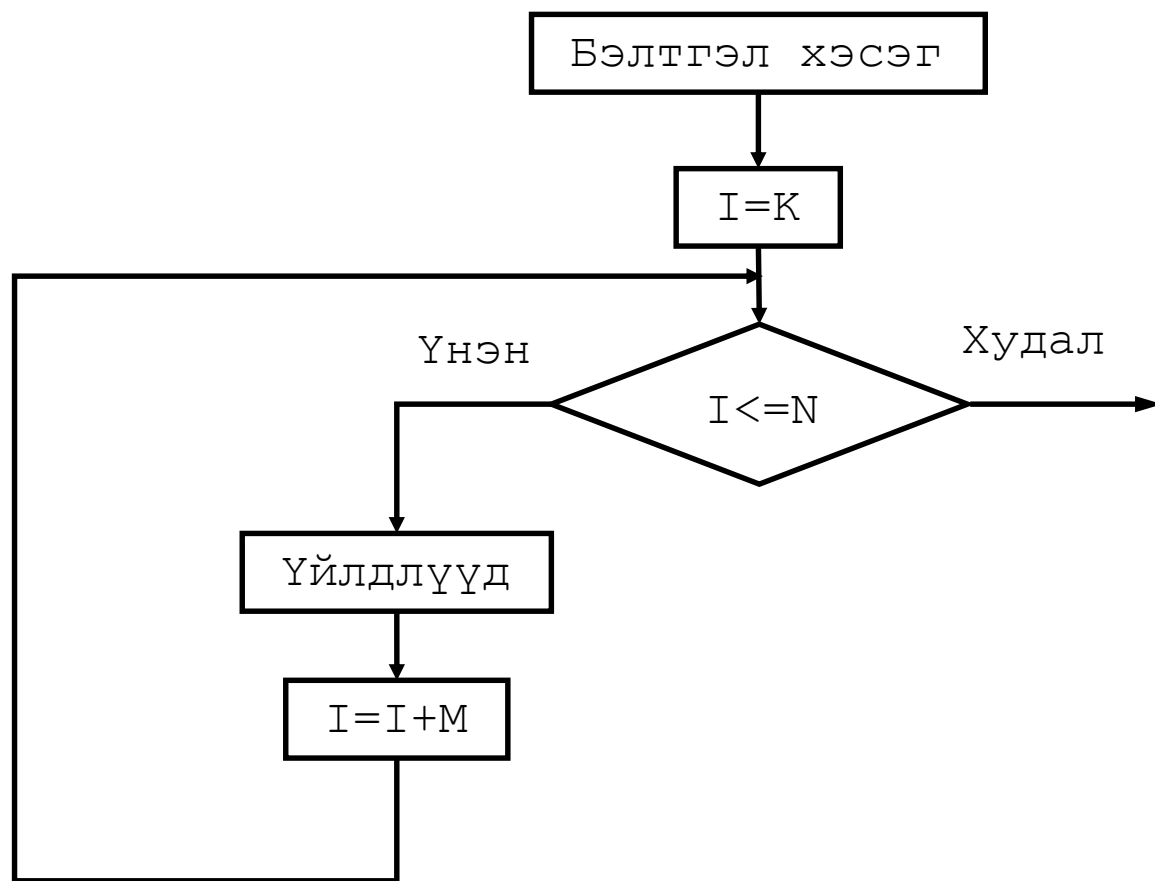 Бэлтгэл хэсэг
I=K
Үнэн
Худал
I<=N
Үйлдлүүд
I=I+M